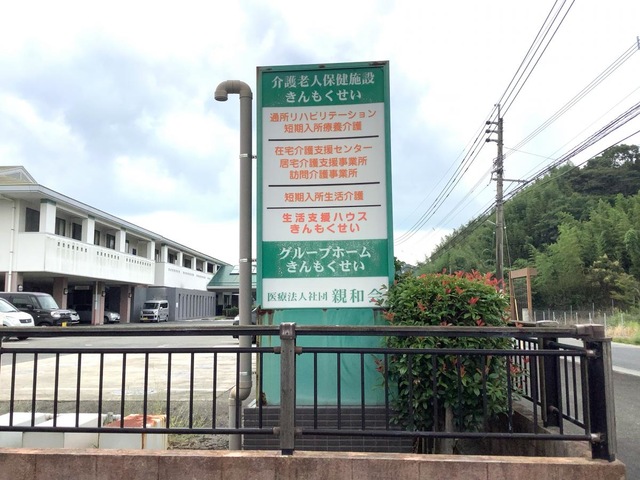 介護老人保健施設
きんもくせい
通所リハビリテーション
短期入所療養介護
在宅介護支援センター
居宅介護支援事業所
訪問介護事業所
短期入所生活介護
生活支援ハウス
きんもくせい
グループホーム
きんもくせい
医療法人社団 親和会